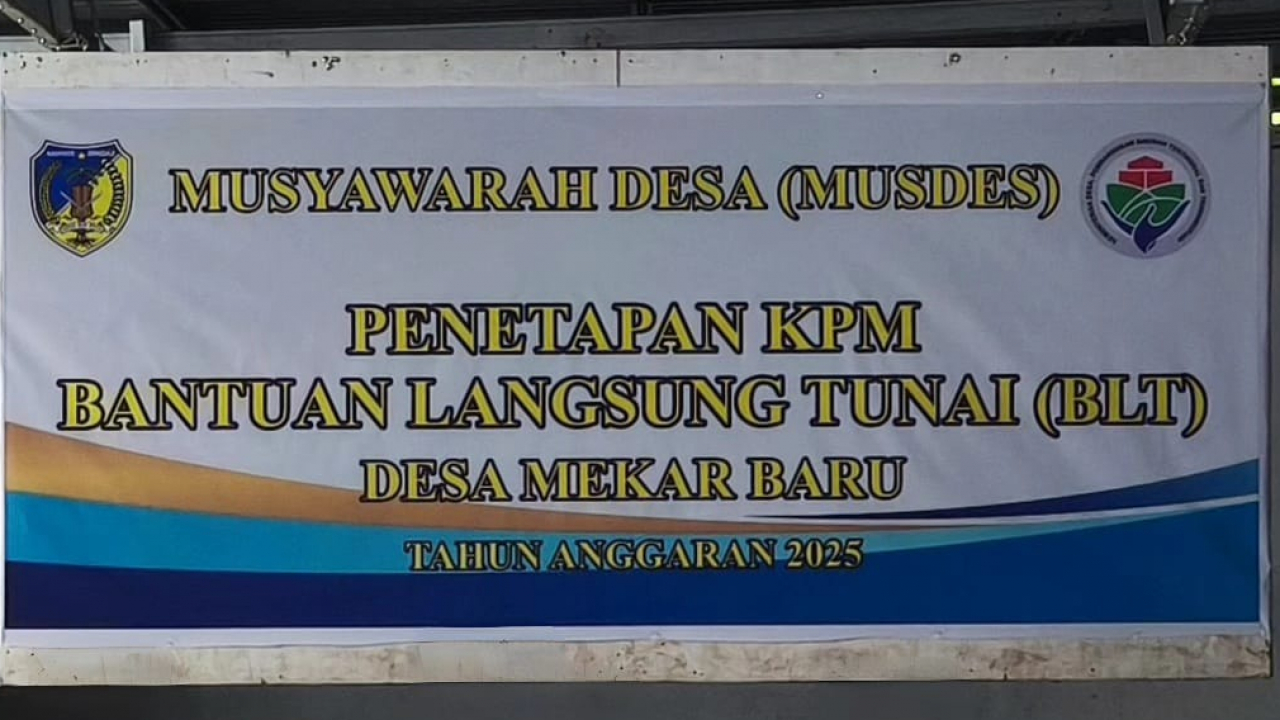 MUSYAWARAH DESA (MUSDES)
PENETAPAN KPM
BANTUAN LANGSUNG TUNAI (BLT)
DESA MEKAR BARU
TAHUN ANGGARAN 2025